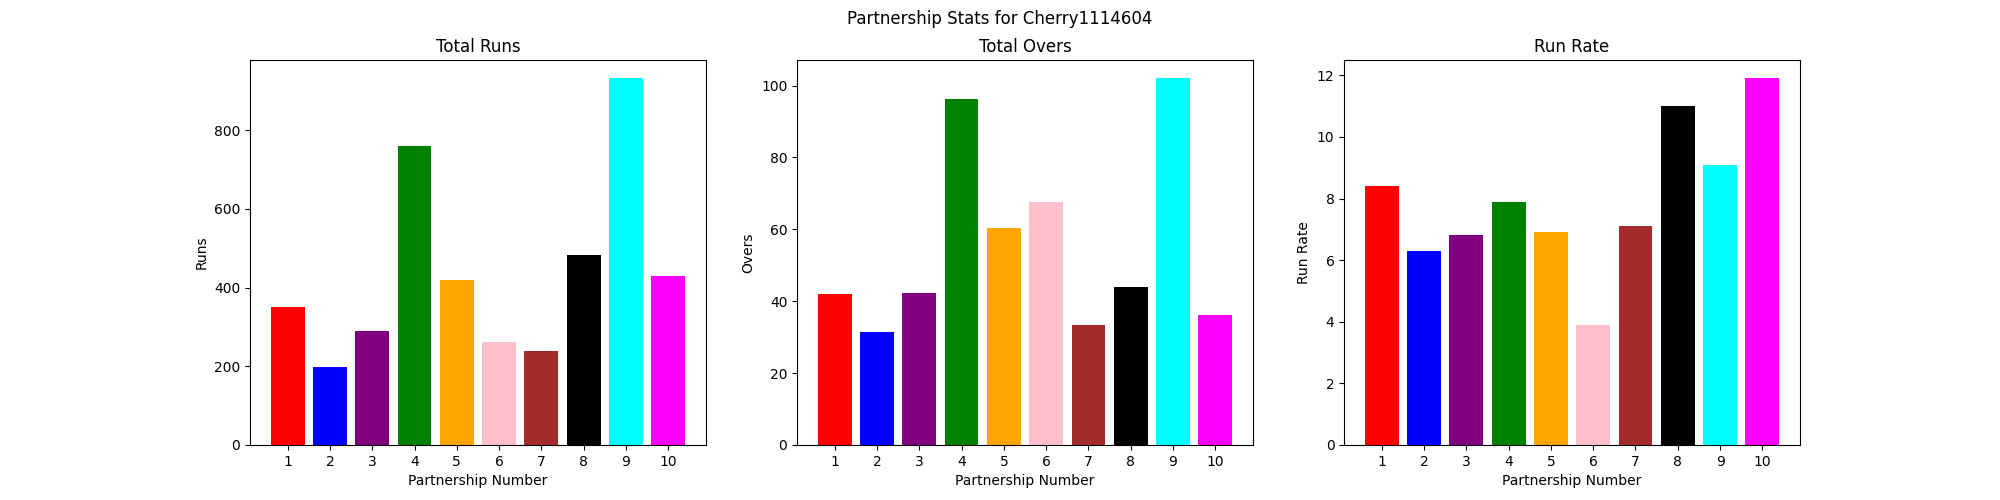 Partnership Stats for Cherry1114604
Total Runs
Runs
800
600
400
200
0
1 2 3 4 5 6 7 8 9 10
Partnership Number
Total Overs
Overs
100
80
60
40
20
0
1 2 3 4 5 6 7 8 9 10
Partnership Number
Run Rate
Run Rate
12
10
8
6
4
2
0
1 2 3 4 5 6 7 8 9 10
Partnership Number